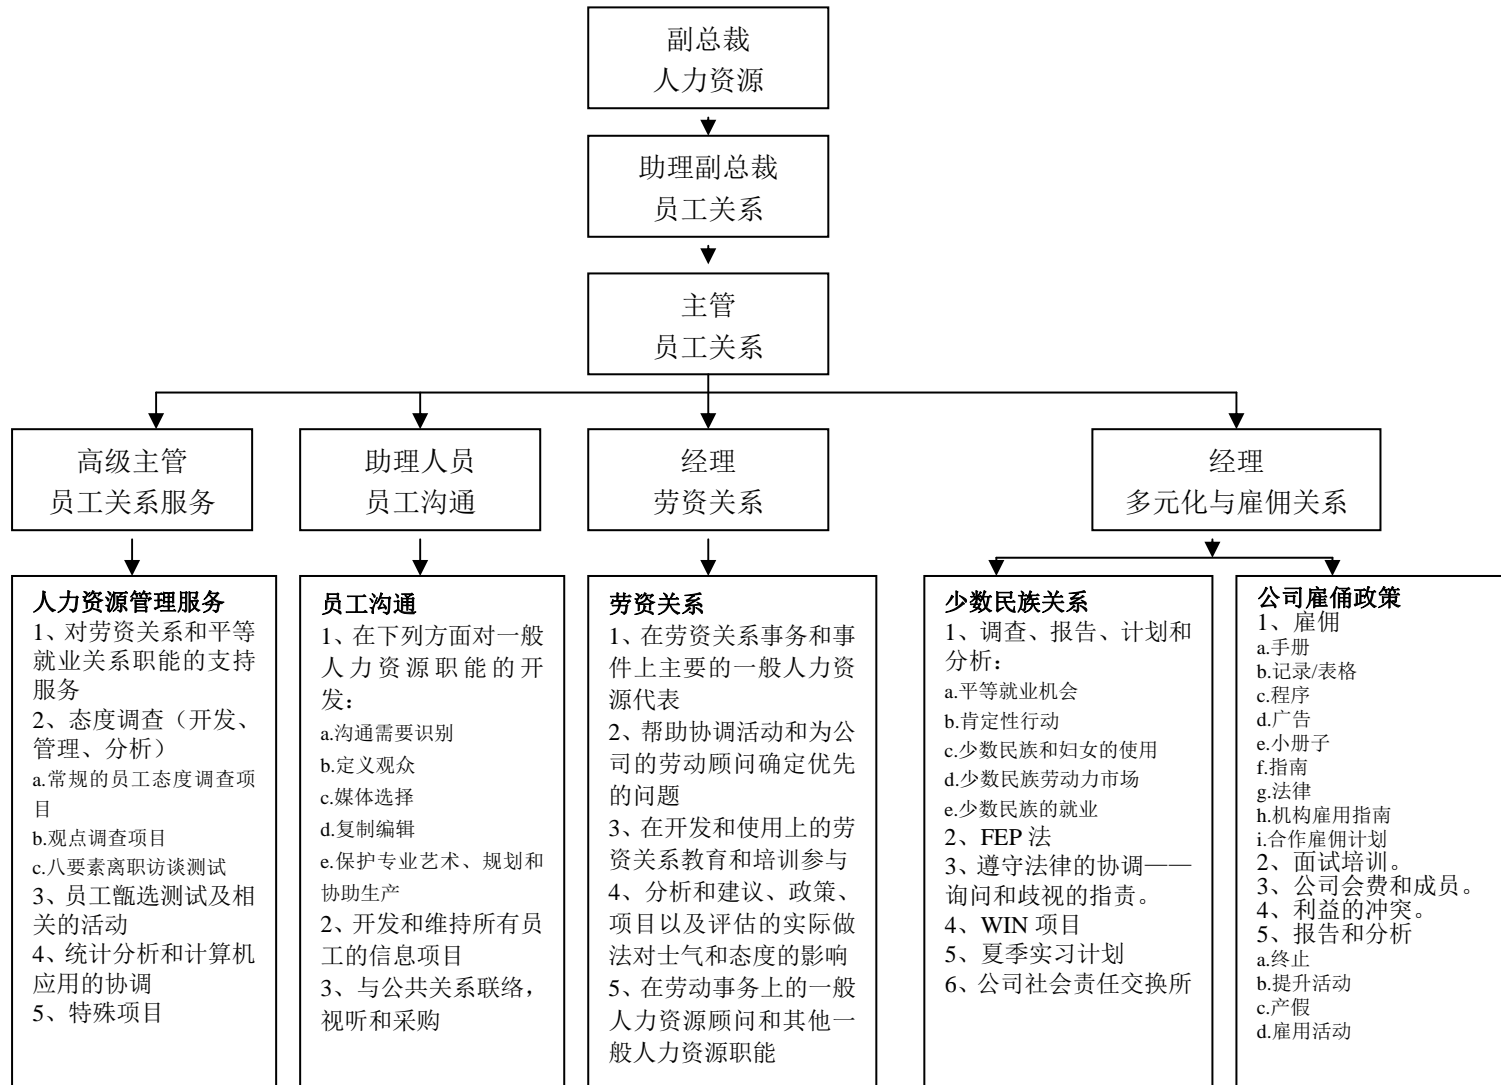 副总裁
人力资源
助理副总裁
员工关系
主管
员工关系
高级主管
员工关系服务
助理人员
员工沟通
经理
劳资关系
经理
多元化与雇佣关系
人力资源管理服务
1、对劳资关系和平等
就业关系职能的支持
服务
2、态度调查（开发、
管理、分析）
a.常规的员工态度调查项
目
b.观点调查项目
c.八要素离职访谈测试
3、员工甄选测试及相
关的活动
4、统计分析和计算机
应用的协调
5、特殊项目
员工沟通
1、在下列方面对一般
人力资源职能的开
发：
a.沟通需要识别
b.定义观众
c.媒体选择
d.复制编辑
e.保护专业艺术、规划和
协助生产
2、开发和维持所有员
工的信息项目
3、与公共关系联络，
视听和采购
劳资关系
1、在劳资关系事务和事
件上主要的一般人力资
源代表
2、帮助协调活动和为公
司的劳动顾问确定优先
的问题
3、在开发和使用上的劳
资关系教育和培训参与
4、分析和建议、政策、
项目以及评估的实际做
法对士气和态度的影响
5、在劳动事务上的一般
人力资源顾问和其他一
般人力资源职能
少数民族关系
1、调查、报告、计划和
分析：
a.平等就业机会
b.肯定性行动
c.少数民族和妇女的使用
d.少数民族劳动力市场
e.少数民族的就业
2、FEP 法
3、遵守法律的协调——
询问和歧视的指责。
4、WIN 项目
5、夏季实习计划
6、公司社会责任交换所
公司雇俑政策
1、雇佣
a.手册
b.记录/表格
c.程序
d.广告
e.小册子
f.指南
g.法律
h.机构雇用指南
i.合作雇佣计划
2、面试培训。
3、公司会费和成员。
4、利益的冲突。
5、报告和分析
a.终止
b.提升活动
c.产假
d.雇用活动